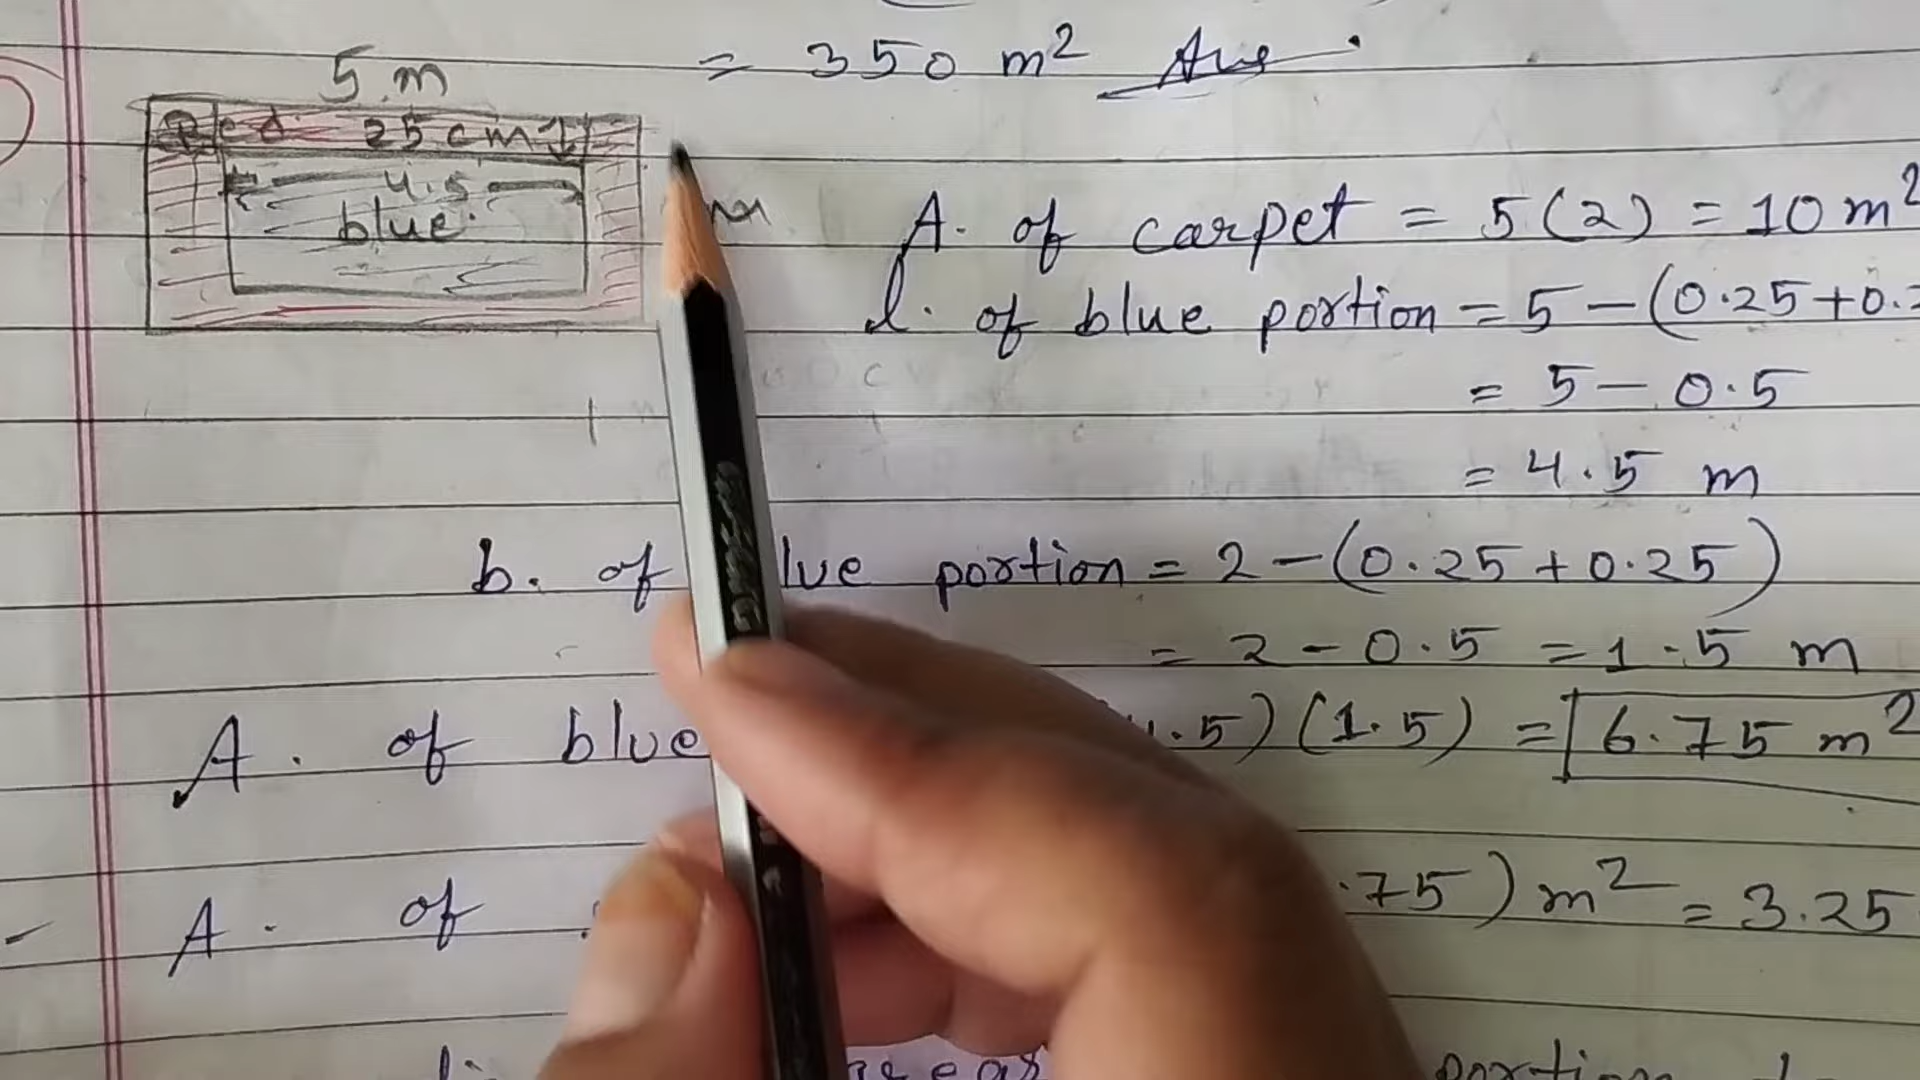 = 350 m² Ans
5 m
Red 25 cm
4.5
blue
m
A. of carpet = 5(2) = 10 m²
l. of blue portion = 5 - (0.25 + 0.
= 5 - 0.5
= 4.5 m
b. of lue portion = 2 - (0.25 + 0.25)
= 2 - 0.5 = 1.5 m
A. of blue .5)(1.5) = 6.75 m²
A. of .75) m² = 3.25
portion